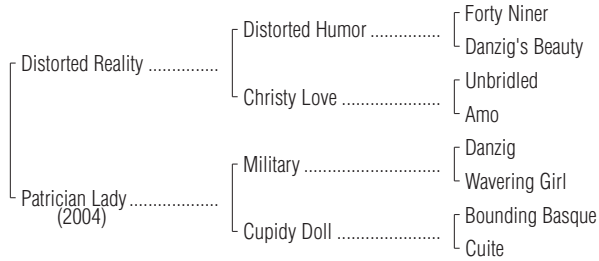 Forty Niner
Distorted Humor ...............
Danzig's Beauty
Distorted Reality ...............
Unbridled
Christy Love .....................
Amo
Danzig
Military .............................
Wavering Girl
Patrician Lady...................
(2004)
Bounding Basque
Cupidy Doll ......................
Cuite